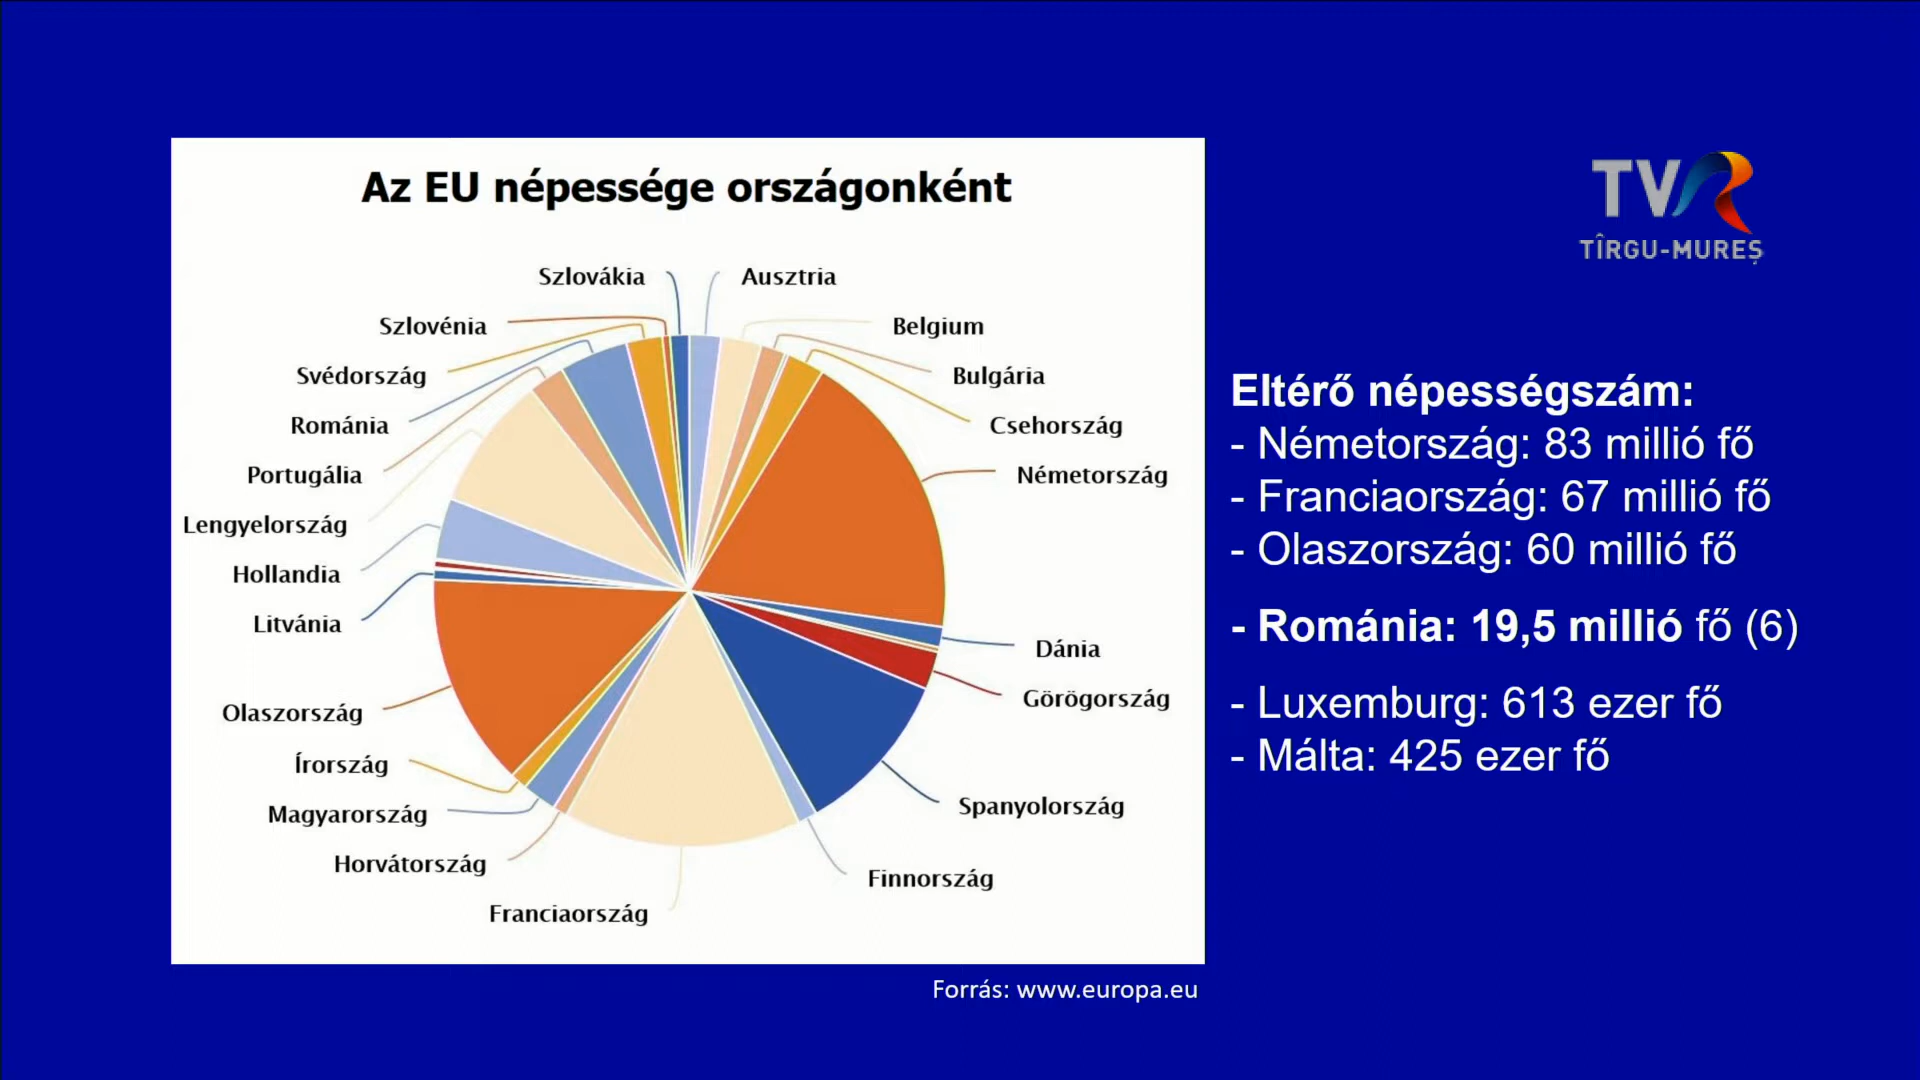 Az EU népessége országonként
Szlovákia
Ausztria
Szlovénia
Belgium
Svédország
Bulgária
Románia
Csehország
Portugália
Németország
Lengyelország
Hollandia
Litvánia
Dánia
Görögország
Olaszország
Írország
Spanyolország
Magyarország
Horvátország
Finnország
Franciaország
Forrás: www.europa.eu
TVR
TÎRGU-MUREȘ
Eltérő népességszám:
- Németország: 83 millió fő
- Franciaország: 67 millió fő
- Olaszország: 60 millió fő
- Románia: 19,5 millió fő (6)
- Luxemburg: 613 ezer fő
- Málta: 425 ezer fő